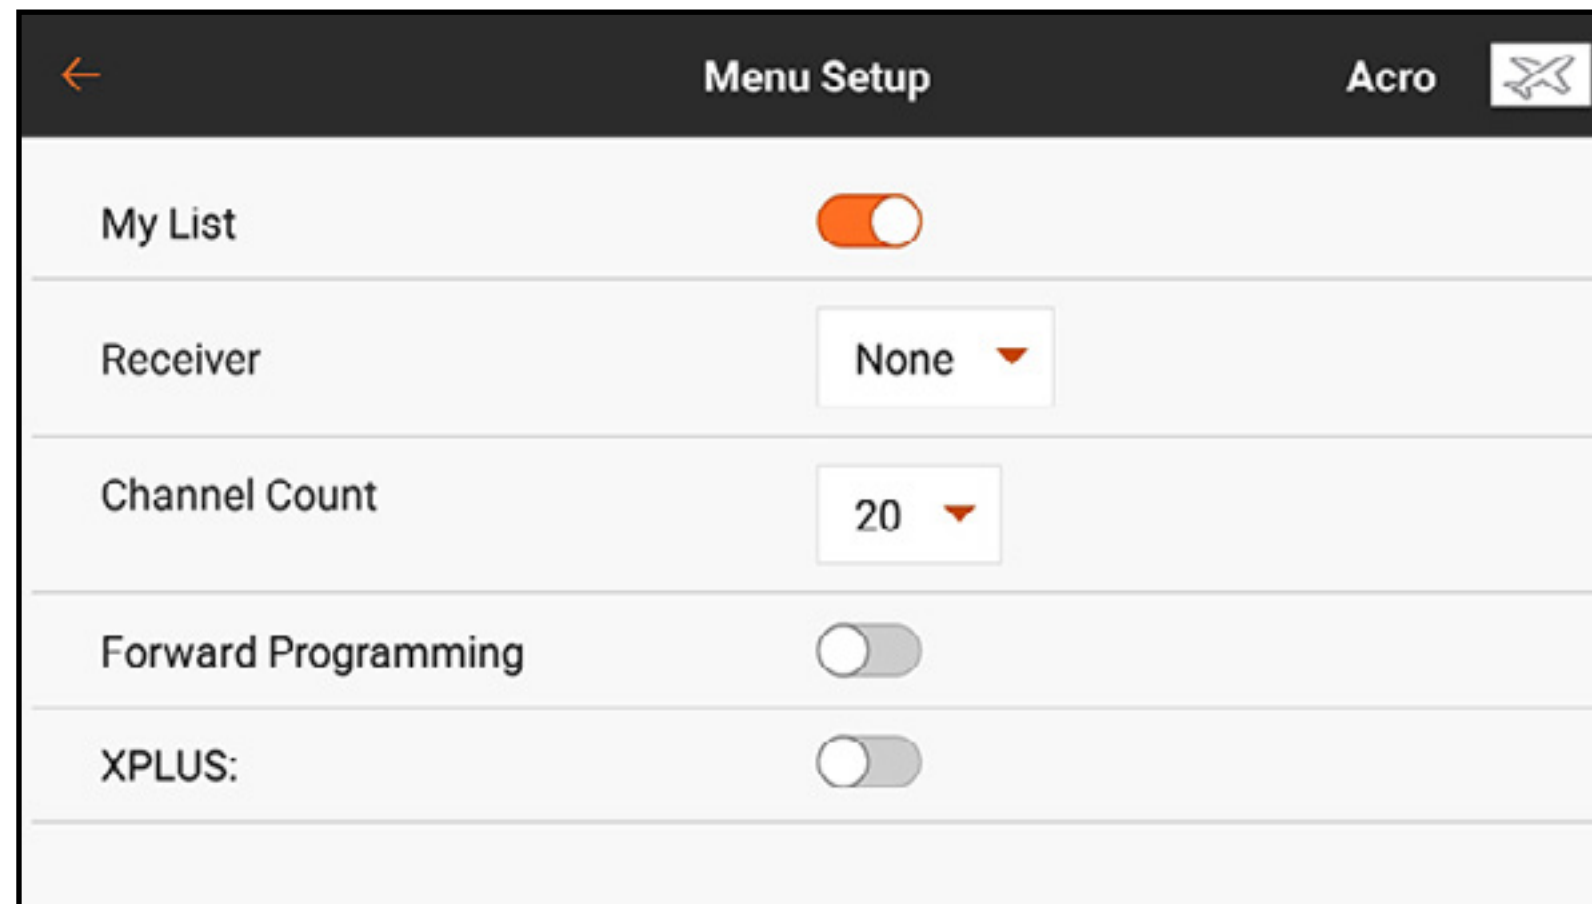 Menu Setup Acro
My List
Receiver None
Channel Count 20
Forward Programming
XPLUS: